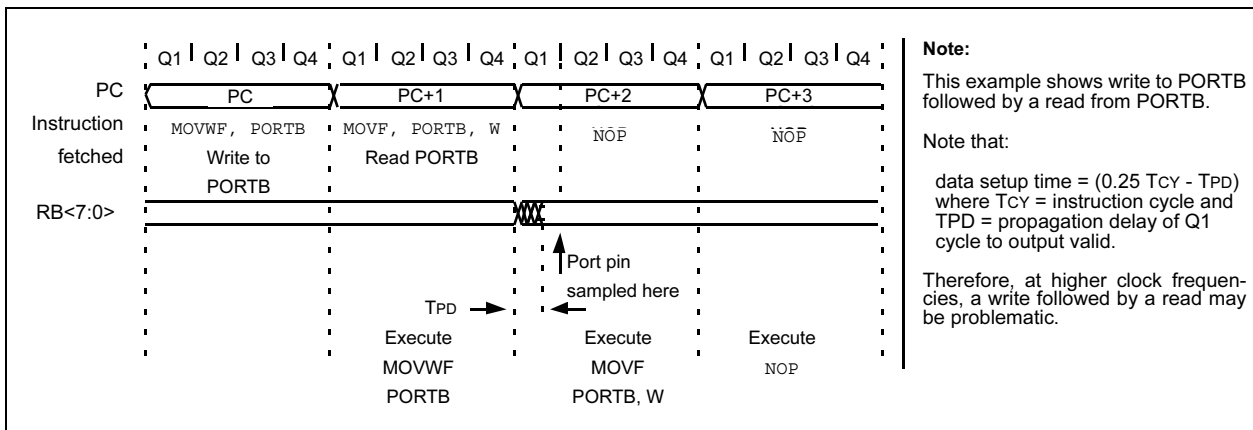 Q1 Q2 Q3 Q4 Q1 Q2 Q3 Q4 Q1 Q2 Q3 Q4 Q1 Q2 Q3 Q4
PC PC PC+1 PC+2 PC+3
Instruction
fetched
MOVWF, PORTB
Write to
PORTB
MOVF, PORTB, W
Read PORTB
NOP
NOP
RB<7:0>
Port pin
sampled here
TPD
Execute
MOVWF
PORTB
Execute
MOVF
PORTB, W
Execute
NOP
Note:
This example shows write to PORTB
followed by a read from PORTB.
Note that:
data setup time = (0.25 TCY - TPD)
where TCY = instruction cycle and
TPD = propagation delay of Q1
cycle to output valid.
Therefore, at higher clock frequen-
cies, a write followed by a read may
be problematic.